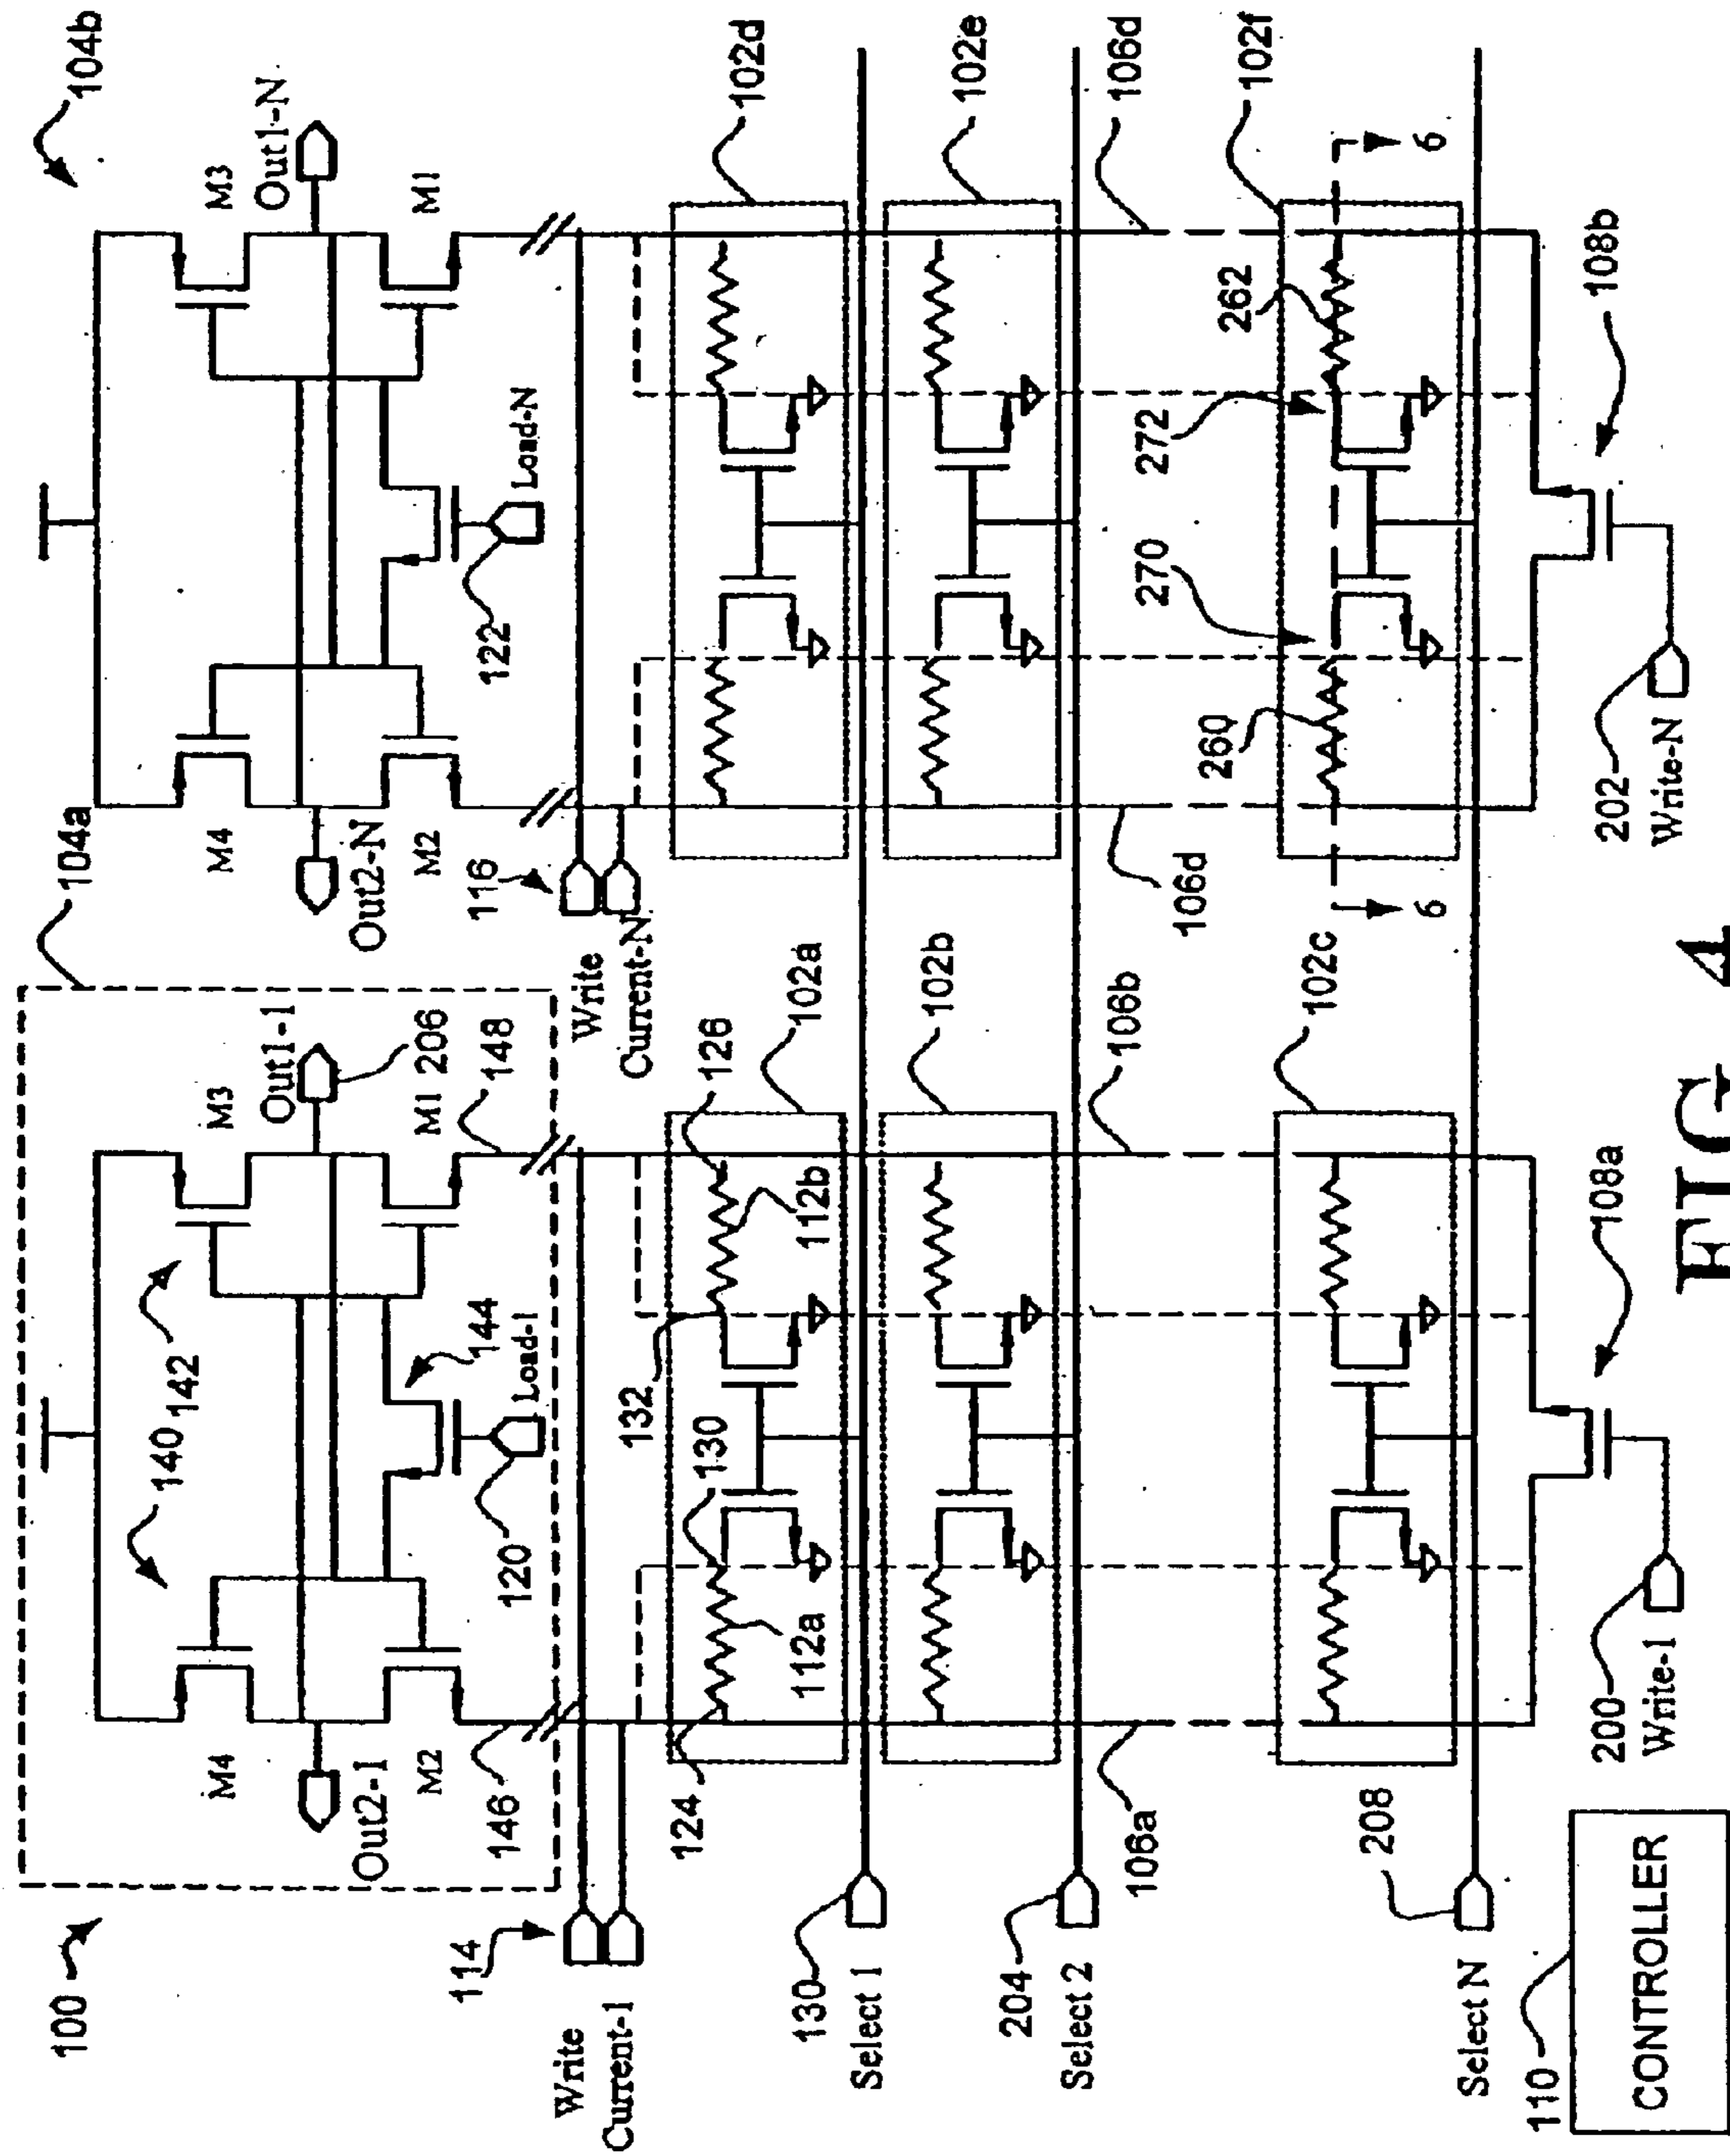 100
104a
104b
140
142
M4
M3
Out2-1
Out1-1
206
M2
M1
144
146
148
120
Load-1
M4
M3
Out2-N
Out1-N
M2
M1
122
Load-N
114
Write
Current-1
116
Write
Current-N
124
130
132
126
112a
112b
102a
102d
130
Select 1
102b
102e
204
Select 2
106a
106b
106d
106d
270
272
260
262
102c
102f
6
6
208
Select N
110
CONTROLLER
200
Write-1
108a
202
Write-N
108b
FIG 4